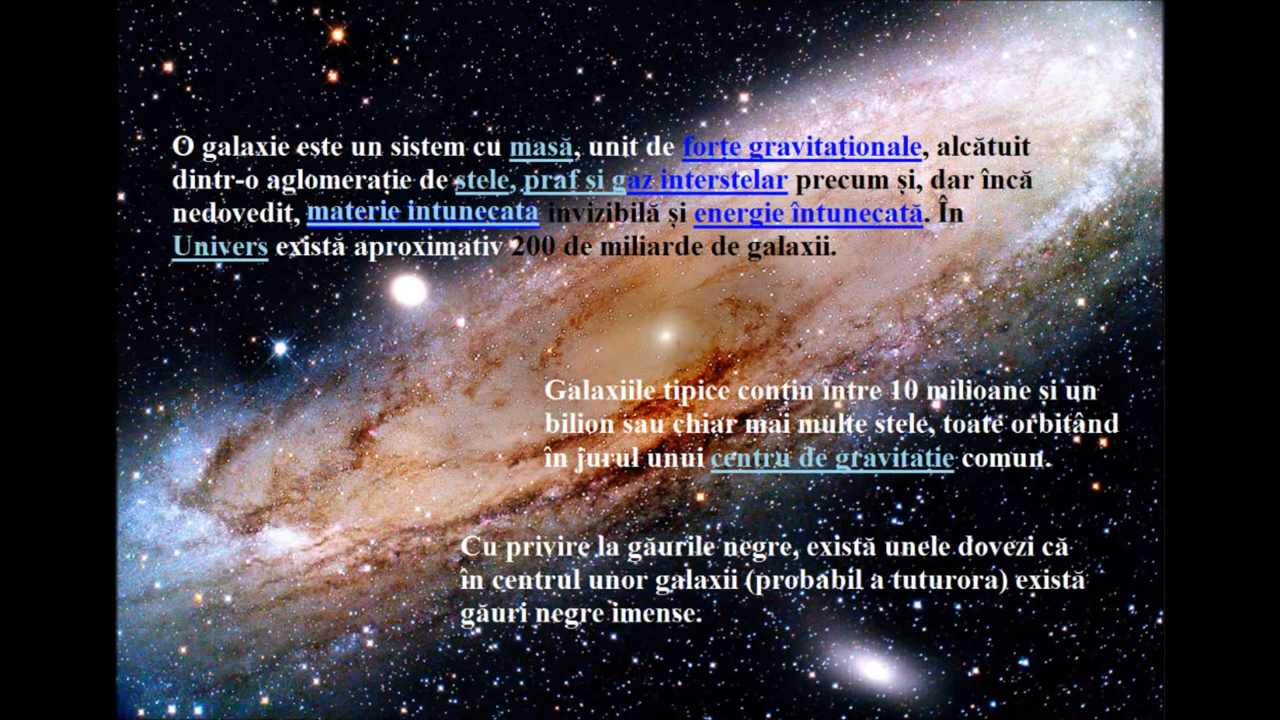 O galaxie este un sistem cu masă, unit de forțe gravitaționale, alcătuit
dintr-o aglomerație de stele, praf și gaz interstelar precum și, dar încă
nedovedit, materie intunecata invizibilă și energie întunecată. În
Univers există aproximativ 200 de miliarde de galaxii.
Galaxiile tipice conțin între 10 milioane și un
bilion sau chiar mai multe stele, toate orbitând
în jurul unui centru de gravitație comun.
Cu privire la găurile negre, există unele dovezi că
în centrul unor galaxii (probabil a tuturora) există
găuri negre imense.